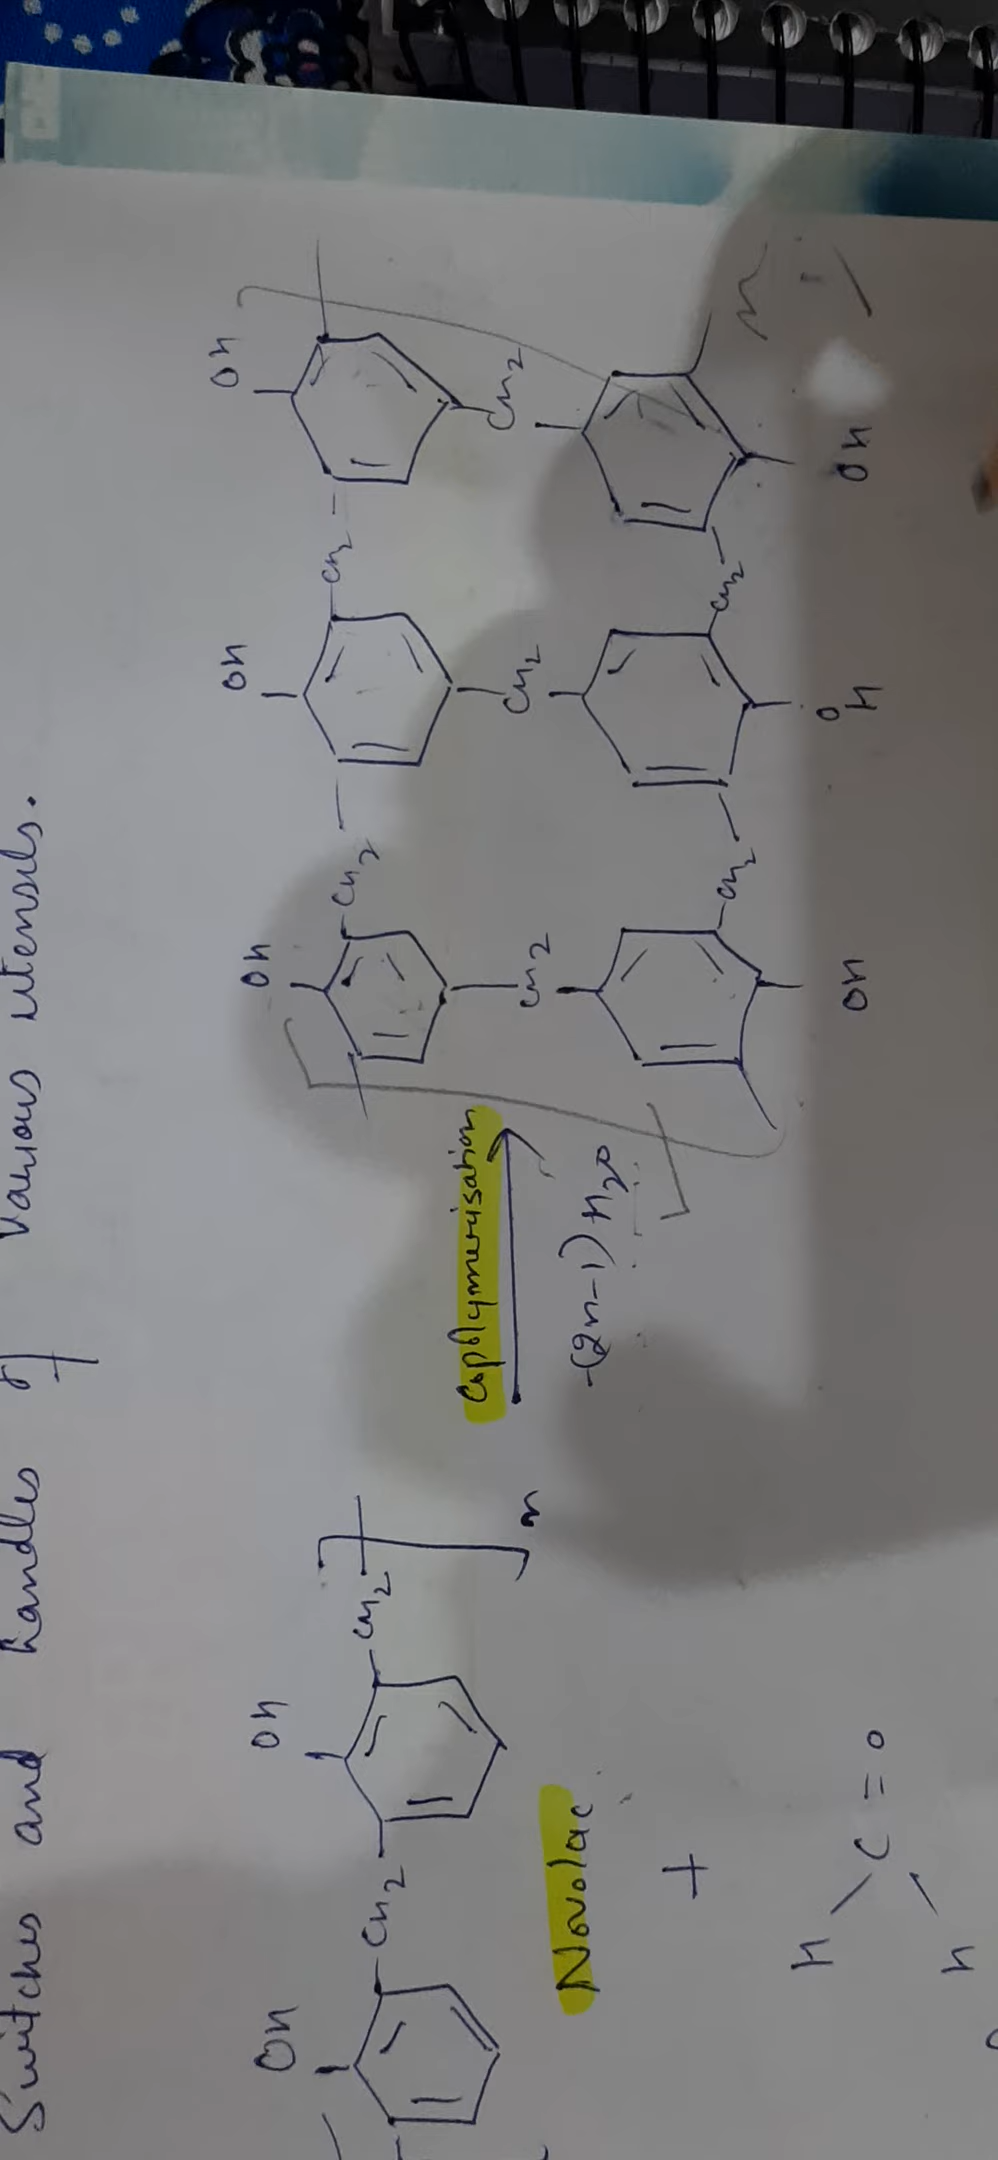 Switches and handles of various utensils.
OH OH OH OH OH
CH2 CH2 CH2 CH2
Copolymerisation
CH2 CH2 CH2
-(2n-1) H2O
n
Novolac
CH2 CH2
+
OH OH OH
n
H
C = O
H